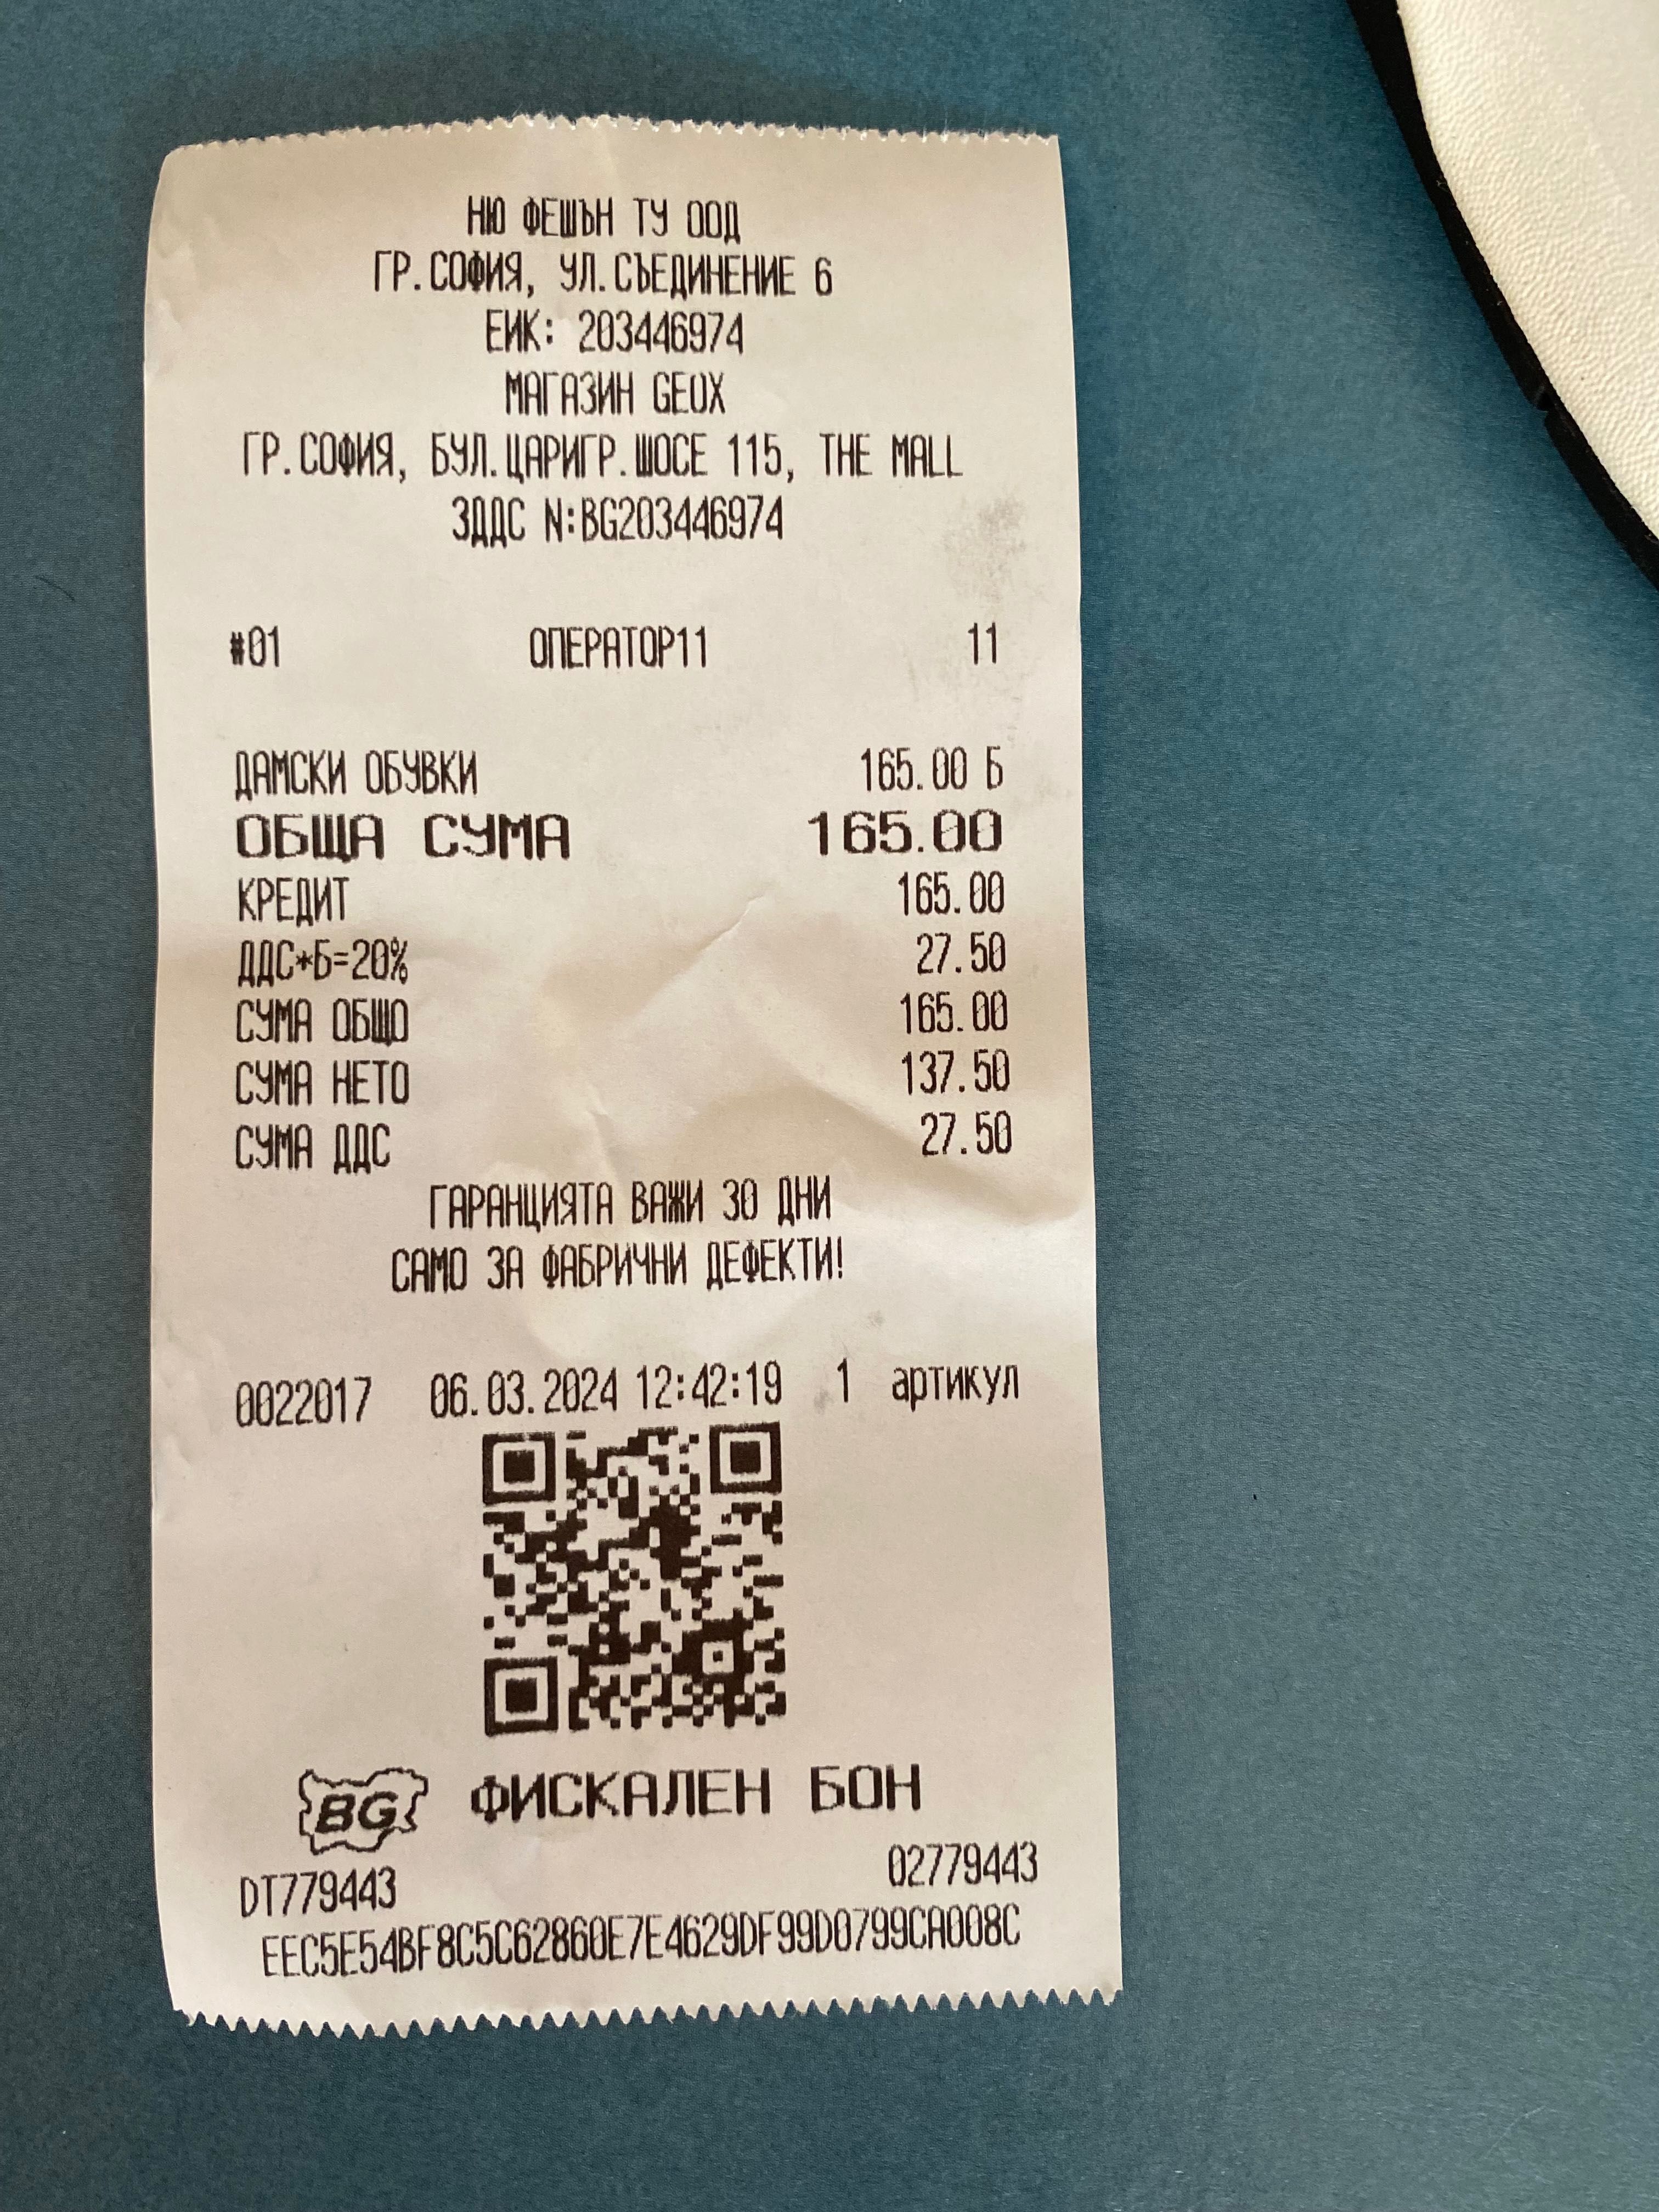 НЮ ФЕШЪН ТУ ООД
ГР.СОФИЯ, УЛ.СЪЕДИНЕНИЕ 6
ЕИК: 203446974
МАГАЗИН GEOX
ГР.СОФИЯ, БУЛ.ЦАРИГР.ШОСЕ 115, THE MALL
ЗДДС N:BG203446974
#01 ОПЕРАТОР11 11
ДАМСКИ ОБУВКИ 165.00 Б
ОБЩА СУМА 165.00
КРЕДИТ 165.00
ДДС*Б=20% 27.50
СУМА ОБЩО 165.00
СУМА НЕТО 137.50
СУМА ДДС 27.50
ГАРАНЦИЯТА ВАЖИ 30 ДНИ
САМО ЗА ФАБРИЧНИ ДЕФЕКТИ!
0022017 06.03.2024 12:42:19 1 артикул
BG ФИСКАЛЕН БОН
DT779443 02779443
EEC5E54BF8C5C62860E7E4629DF99D0799CA008C